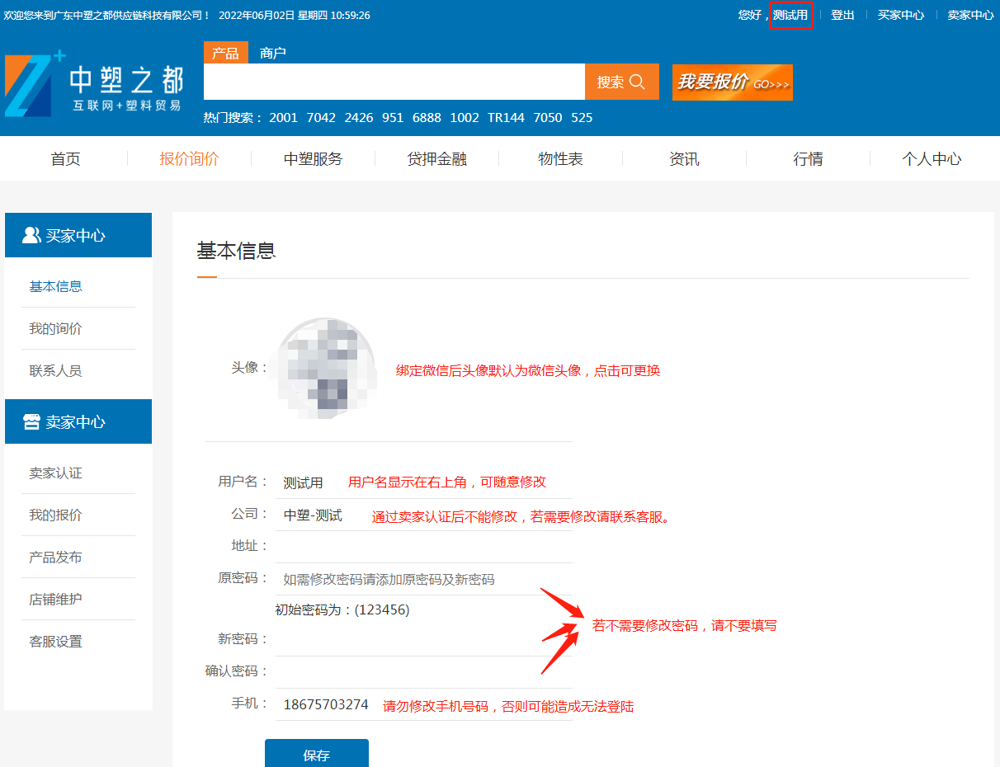 欢迎您来到广东中塑之都供应链科技有限公司！ 2022年06月02日 星期四 10:59:26
您好，测试用 登出 买家中心 卖家中心
产品 商户
中塑之都
互联网+塑料贸易
搜索
我要报价 GO>>>
热门搜索： 2001 7042 2426 951 6888 1002 TR144 7050 525
首页 报价询价 中塑服务 贷押金融 物性表 资讯 行情 个人中心
买家中心
基本信息
我的询价
联系人员
卖家中心
卖家认证
我的报价
产品发布
店铺维护
客服设置
基本信息
头像： 绑定微信后头像默认为微信头像，点击可更换
用户名： 测试用 用户名显示在右上角，可随意修改
公司： 中塑-测试 通过卖家认证后不能修改，若需要修改请联系客服。
地址：
原密码： 如需修改密码请添加原密码及新密码
初始密码为：(123456)
若不需要修改密码，请不要填写
新密码：
确认密码：
手机： 18675703274 请勿修改手机号码，否则可能造成无法登陆
保存